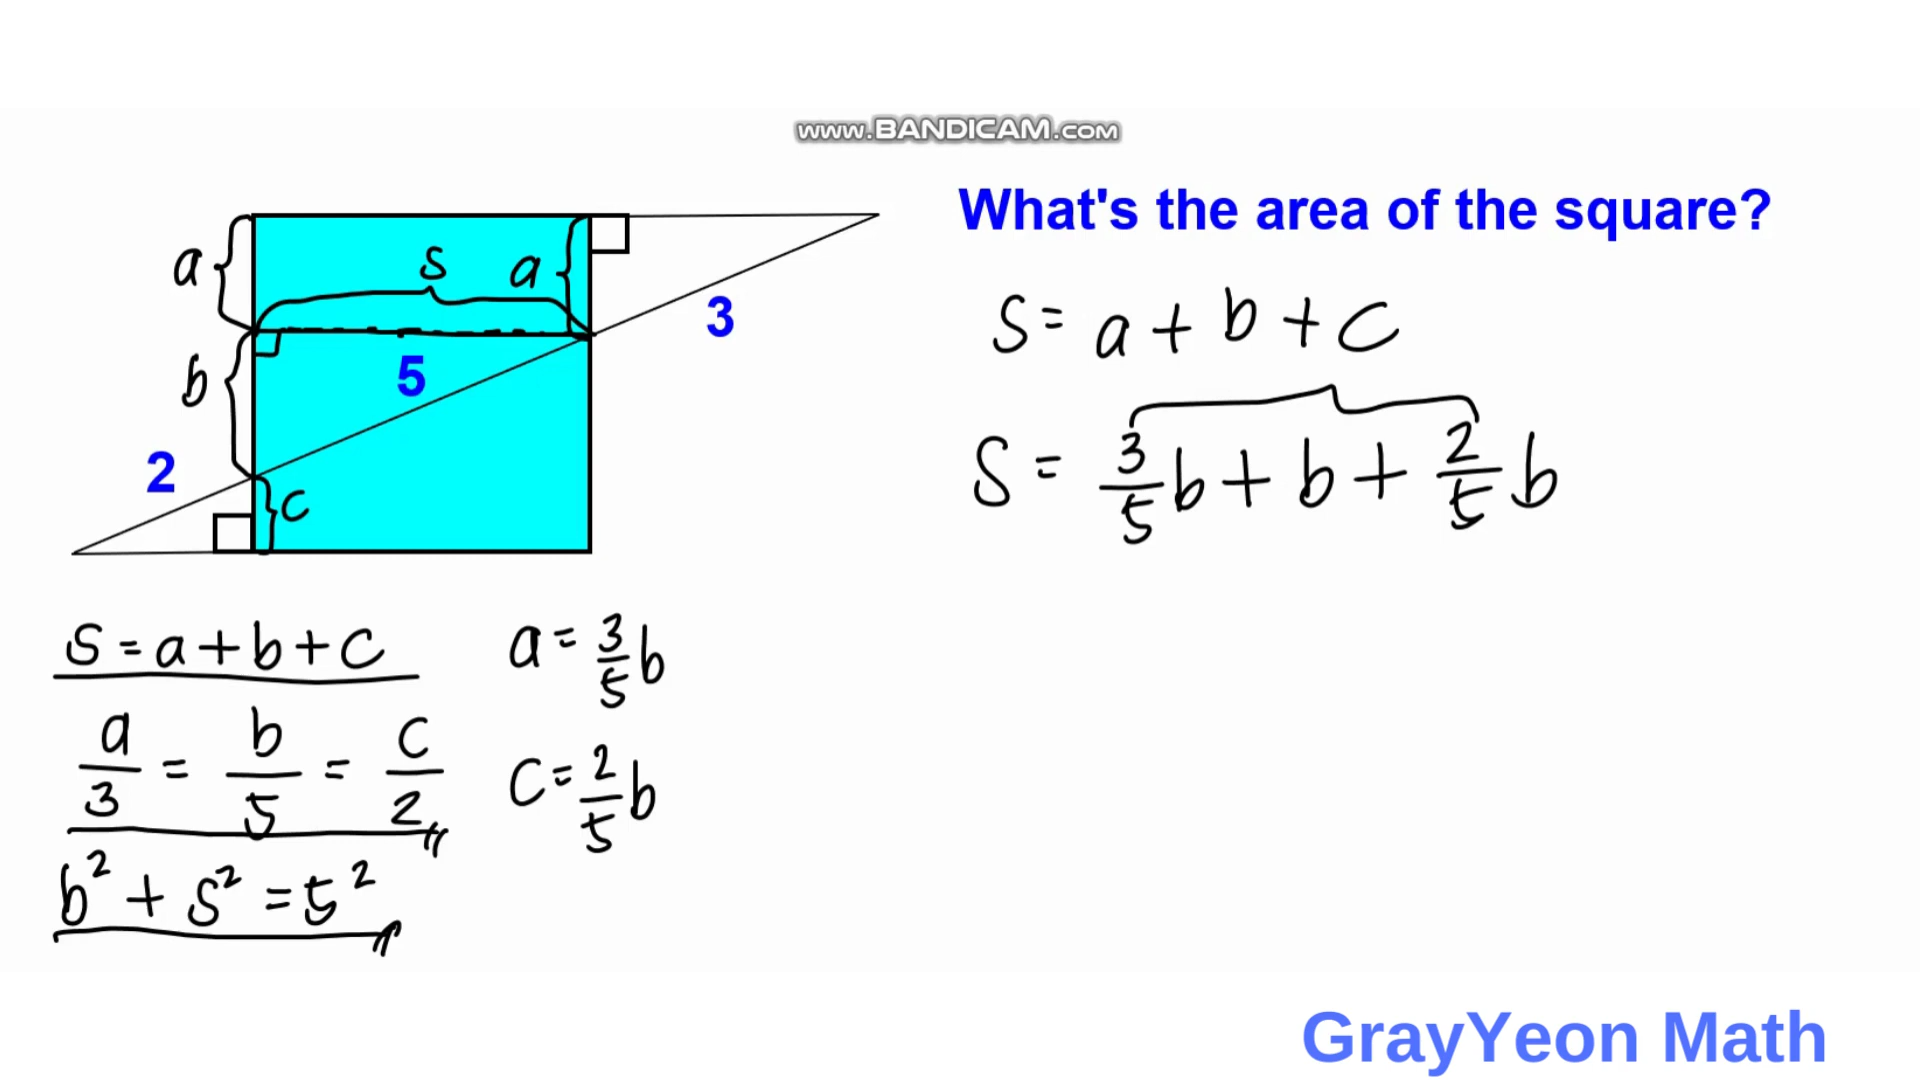 www.BANDICAM.com
What's the area of the square?
a
s
a
3
b
5
2
c
s = a + b + c
s = 3/5 b + b + 2/5 b
s = a + b + c
a/3 = b/5 = c/2
b² + s² = 5²
a = 3/5 b
c = 2/5 b
GrayYeon Math